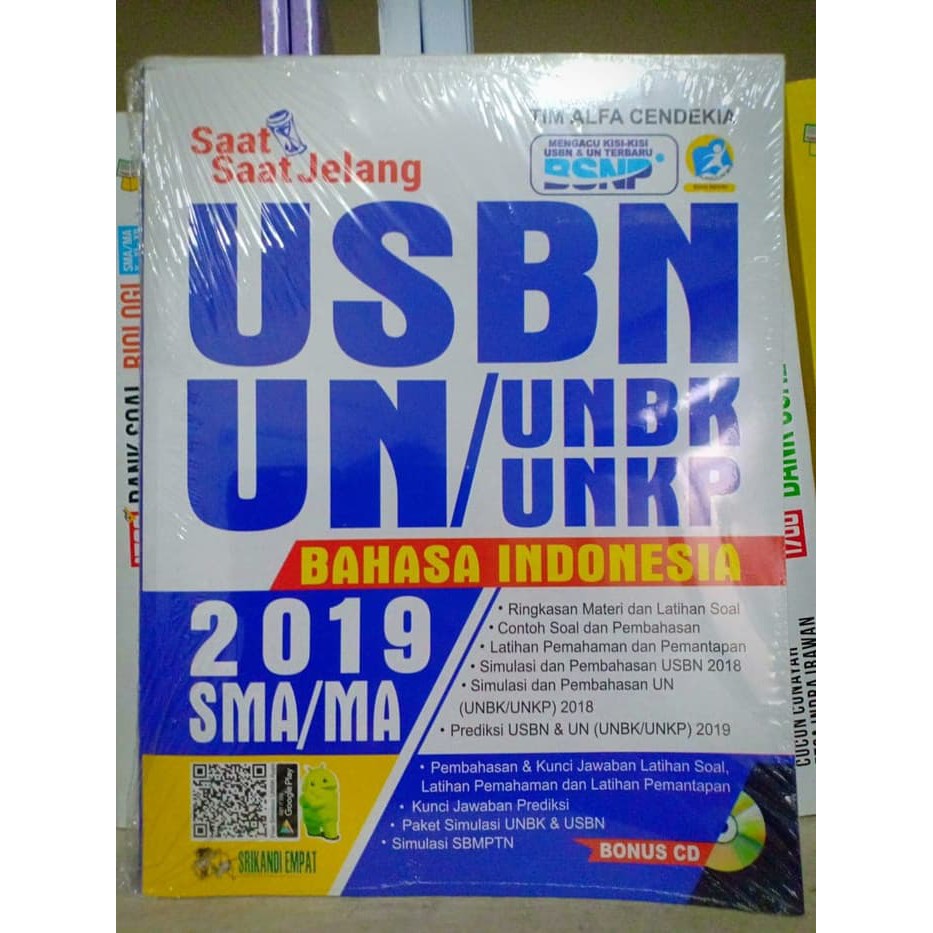 TIM ALFA CENDEKIA
Saat
Saat Jelang
MENGACU KISI-KISI
USBN & UN TERBARU
BSNP
USBN
UN/UNBK
UNKP
BAHASA INDONESIA
2019
SMA/MA
• Ringkasan Materi dan Latihan Soal
• Contoh Soal dan Pembahasan
• Latihan Pemahaman dan Pemantapan
• Simulasi dan Pembahasan USBN 2018
• Simulasi dan Pembahasan UN
(UNBK/UNKP) 2018
• Prediksi USBN & UN (UNBK/UNKP) 2019
• Pembahasan & Kunci Jawaban Latihan Soal,
Latihan Pemahaman dan Latihan Pemantapan
• Kunci Jawaban Prediksi
• Paket Simulasi UNBK & USBN
• Simulasi SBMPTN
BONUS CD
Google Play
SRIKANDI EMPAT
SMA/MA
BIOLOGI
BANK SOAL